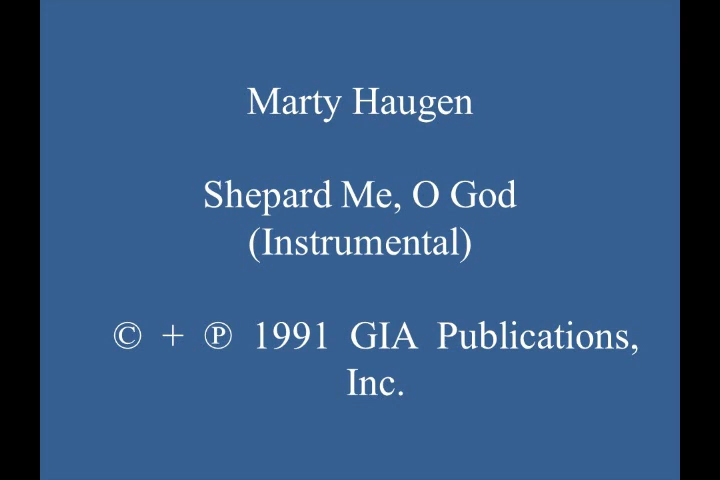 Marty Haugen
Shepard Me, O God
(Instrumental)
© + ℗ 1991 GIA Publications,
Inc.